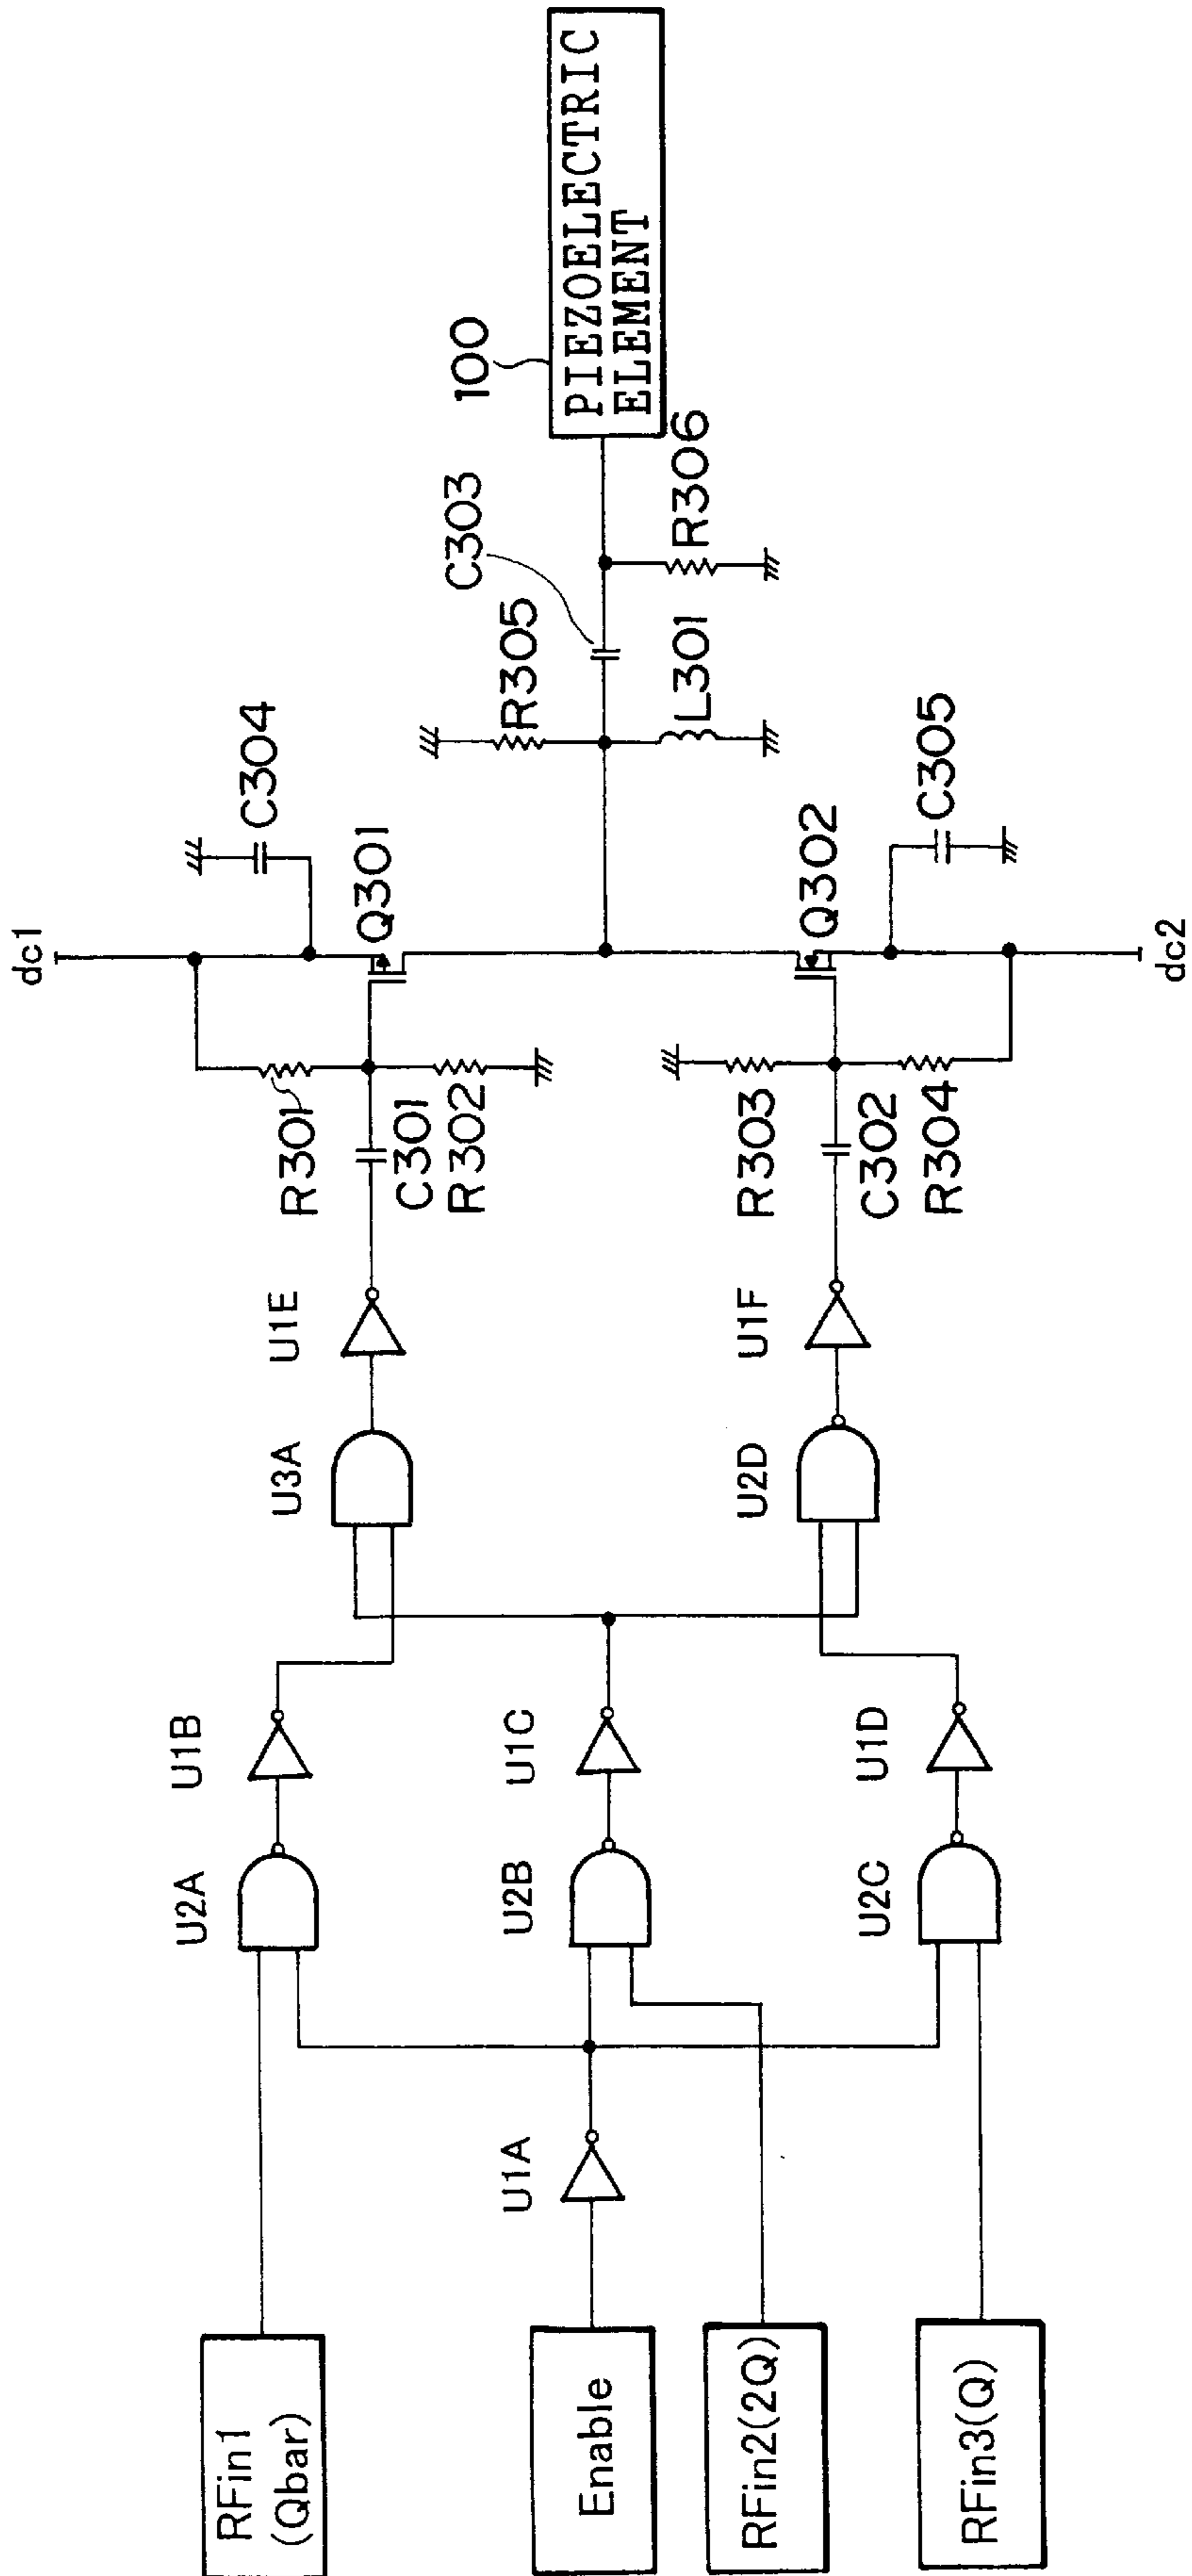 RFin1
(Qbar)
Enable
RFin2(2Q)
RFin3(Q)
U1A
U2A
U1B
U2B
U1C
U2C
U1D
U3A
U1E
U2D
U1F
R301
C301
R302
R303
C302
R304
dc1
C304
Q301
Q302
C305
dc2
R305
L301
C303
R306
100
PIEZOELECTRIC
ELEMENT